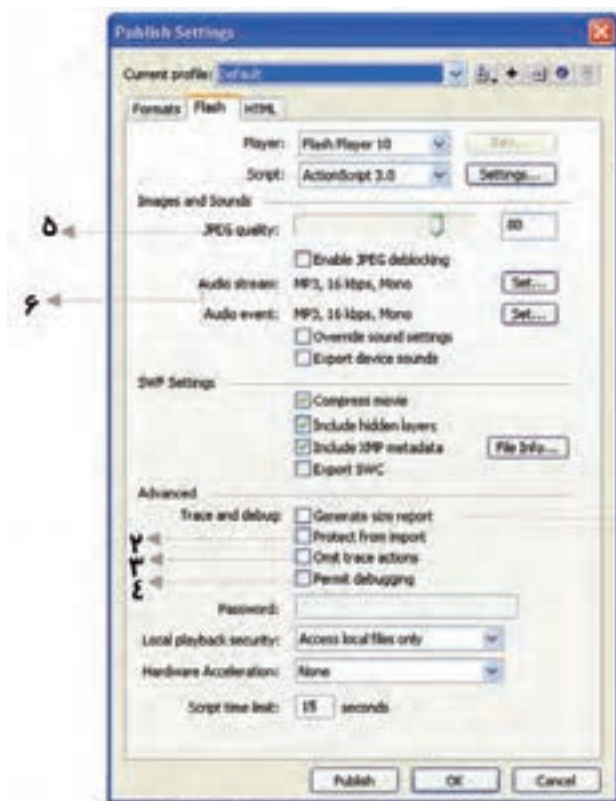 Publish Settings
Current profile: Default
Formats Flash HTML
Player: Flash Player 10
Script: ActionScript 3.0 Settings...
Images and Sounds
۵
JPEG quality: 80
Enable JPEG deblocking
Audio stream: MP3, 16 kbps, Mono Set...
۶
Audio event: MP3, 16 kbps, Mono Set...
Override sound settings
Export device sounds
SWF Settings
Compress movie
Include hidden layers
Include XMP metadata File Info...
Export SWC
Advanced
Trace and debug: Generate size report
۲ Protect from import
۳ Omit trace actions
٤ Permit debugging
Password:
Local playback security: Access local files only
Hardware Acceleration: None
Script time limit: 15 seconds
Publish OK Cancel